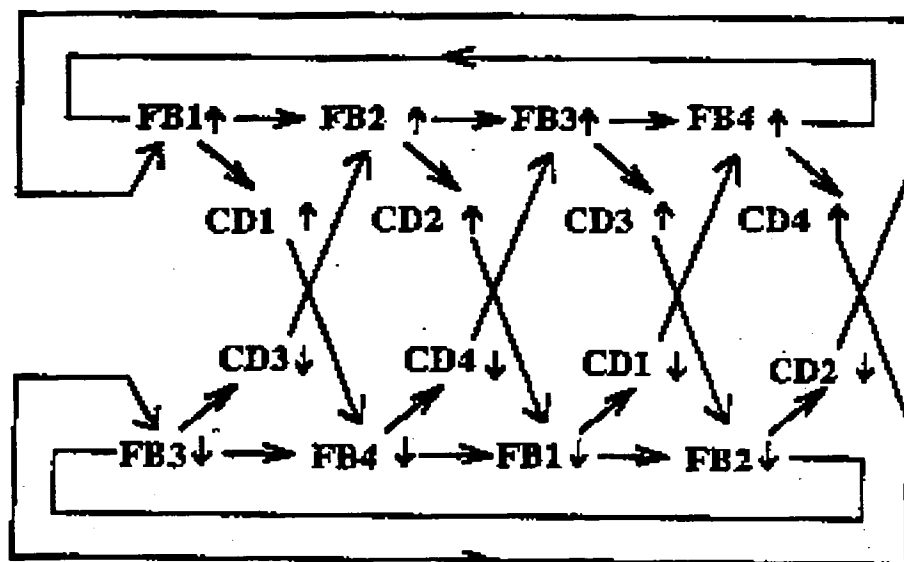 FB1↑ FB2 ↑ FB3↑ FB4 ↑
CD1 ↑ CD2 ↑ CD3 ↑ CD4 ↑
CD3↓ CD4↓ CD1 ↓ CD2 ↓
FB3↓ FB4 ↓ FB1↓ FB2↓